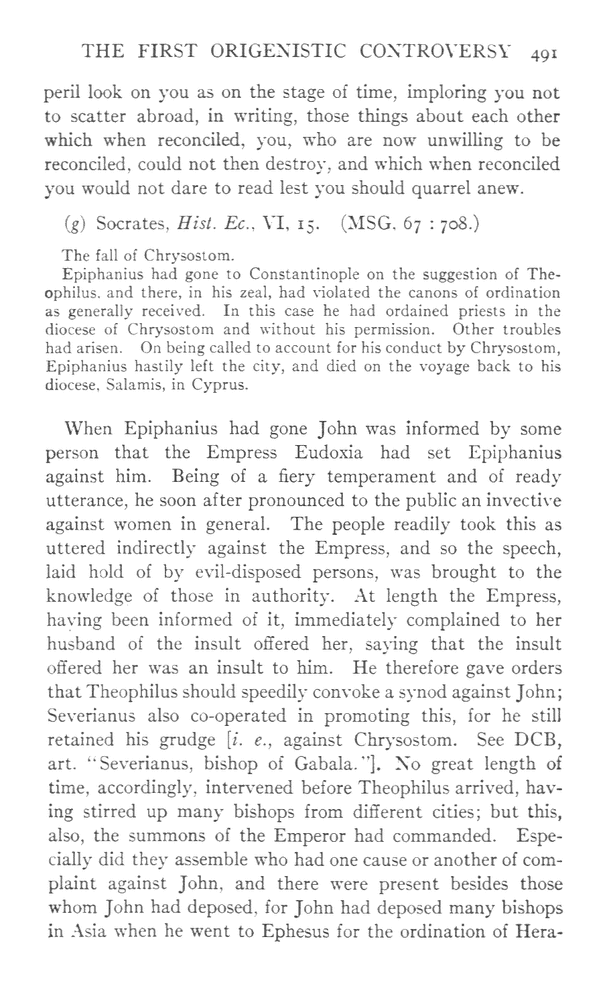 THE FIRST ORIGENISTIC CONTROVERSY 491
peril look on you as on the stage of time, imploring you not
to scatter abroad, in writing, those things about each other
which when reconciled, you, who are now unwilling to be
reconciled, could not then destroy, and which when reconciled
you would not dare to read lest you should quarrel anew.
(g) Socrates, Hist. Ec., VI, 15. (MSG, 67 : 708.)
The fall of Chrysostom.
Epiphanius had gone to Constantinople on the suggestion of The-
ophilus, and there, in his zeal, had violated the canons of ordination
as generally received. In this case he had ordained priests in the
diocese of Chrysostom and without his permission. Other troubles
had arisen. On being called to account for his conduct by Chrysostom,
Epiphanius hastily left the city, and died on the voyage back to his
diocese, Salamis, in Cyprus.
When Epiphanius had gone John was informed by some
person that the Empress Eudoxia had set Epiphanius
against him. Being of a fiery temperament and of ready
utterance, he soon after pronounced to the public an invective
against women in general. The people readily took this as
uttered indirectly against the Empress, and so the speech,
laid hold of by evil-disposed persons, was brought to the
knowledge of those in authority. At length the Empress,
having been informed of it, immediately complained to her
husband of the insult offered her, saying that the insult
offered her was an insult to him. He therefore gave orders
that Theophilus should speedily convoke a synod against John;
Severianus also co-operated in promoting this, for he still
retained his grudge [i. e., against Chrysostom. See DCB,
art. "Severianus, bishop of Gabala."]. No great length of
time, accordingly, intervened before Theophilus arrived, hav-
ing stirred up many bishops from different cities; but this,
also, the summons of the Emperor had commanded. Espe-
cially did they assemble who had one cause or another of com-
plaint against John, and there were present besides those
whom John had deposed, for John had deposed many bishops
in Asia when he went to Ephesus for the ordination of Hera-